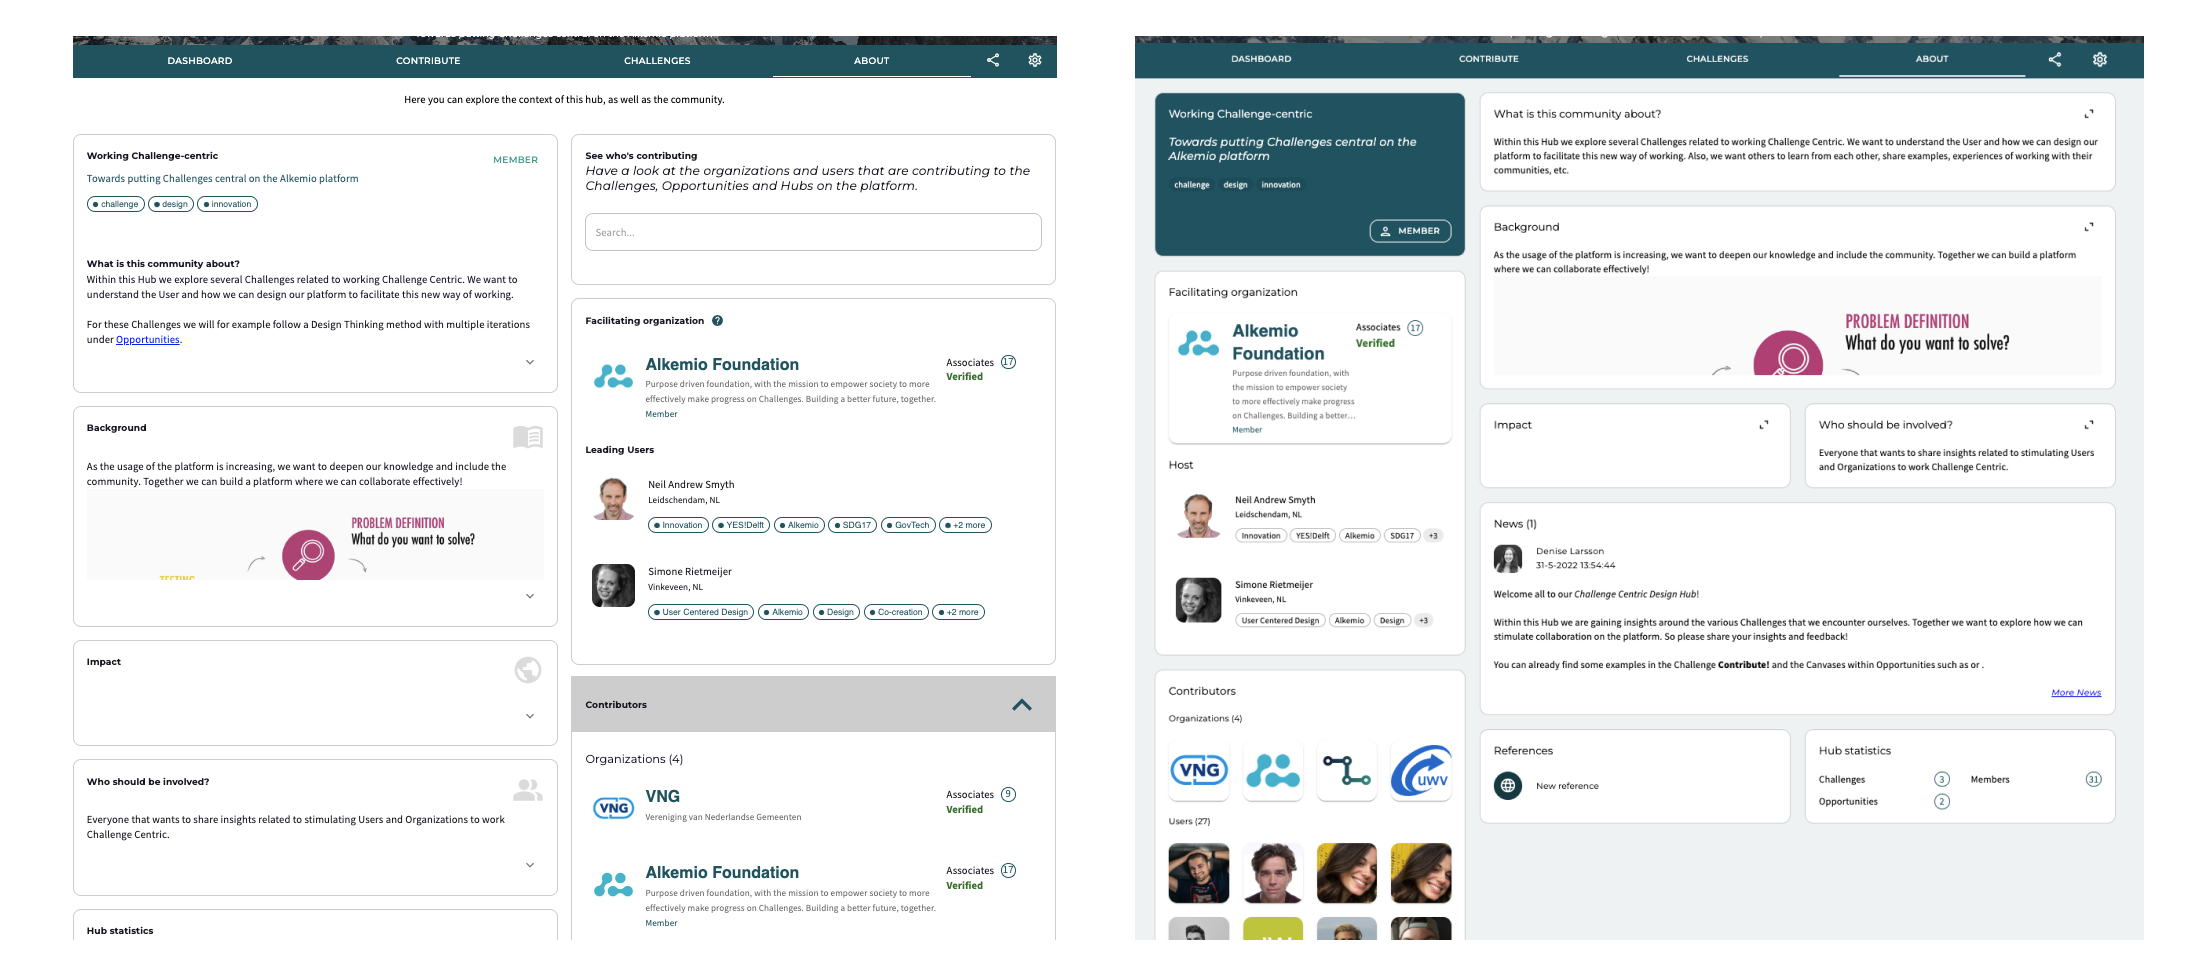 DASHBOARD
CONTRIBUTE
CHALLENGES
ABOUT
Here you can explore the context of this hub, as well as the community.
Working Challenge-centric
MEMBER
Towards putting Challenges central on the Alkemio platform
challenge
design
innovation
What is this community about?
Within this Hub we explore several Challenges related to working Challenge Centric. We want to
understand the User and how we can design our platform to facilitate this new way of working.
For these Challenges we will for example follow a Design Thinking method with multiple iterations
under Opportunities.
Background
As the usage of the platform is increasing, we want to deepen our knowledge and include the
community. Together we can build a platform where we can collaborate effectively!
PROBLEM DEFINITION
What do you want to solve?
TESTING
Impact
Who should be involved?
Everyone that wants to share insights related to stimulating Users and Organizations to work
Challenge Centric.
Hub statistics
See who's contributing
Have a look at the organizations and users that are contributing to the
Challenges, Opportunities and Hubs on the platform.
Search...
Facilitating organization ?
Alkemio Foundation
Associates 17
Verified
Purpose driven foundation, with the mission to empower society to more
effectively make progress on Challenges. Building a better future, together.
Member
Leading Users
Neil Andrew Smyth
Leidschendam, NL
Innovation
YES!Delft
Alkemio
SDG17
GovTech
+2 more
Simone Rietmeijer
Vinkeveen, NL
User Centered Design
Alkemio
Design
Co-creation
+2 more
Contributors
Organizations (4)
VNG
VNG
Associates 9
Verified
Vereniging van Nederlandse Gemeenten
Alkemio Foundation
Associates 17
Verified
Purpose driven foundation, with the mission to empower society to more
effectively make progress on Challenges. Building a better future, together.
Member
DASHBOARD
CONTRIBUTE
CHALLENGES
ABOUT
Working Challenge-centric
Towards putting Challenges central on the
Alkemio platform
challenge
design
innovation
MEMBER
Facilitating organization
Alkemio
Foundation
Associates 17
Verified
Purpose driven foundation, with
the mission to empower society
to more effectively make progress
on Challenges. Building a better...
Member
Host
Neil Andrew Smyth
Leidschendam, NL
Innovation
YES!Delft
Alkemio
SDG17
+3
Simone Rietmeijer
Vinkeveen, NL
User Centered Design
Alkemio
Design
+3
Contributors
Organizations (4)
VNG
UWV
Users (27)
What is this community about?
Within this Hub we explore several Challenges related to working Challenge Centric. We want to understand the User and how we can design our
platform to facilitate this new way of working. Also, we want others to learn from each other, share examples, experiences of working with their
communities, etc.
Background
As the usage of the platform is increasing, we want to deepen our knowledge and include the community. Together we can build a platform
where we can collaborate effectively!
PROBLEM DEFINITION
What do you want to solve?
Impact
Who should be involved?
Everyone that wants to share insights related to stimulating Users
and Organizations to work Challenge Centric.
News (1)
Denise Larsson
31-5-2022 13:54:44
Welcome all to our Challenge Centric Design Hub!
Within this Hub we are gaining insights around the various Challenges that we encounter ourselves. Together we want to explore how we can
stimulate collaboration on the platform. So please share your insights and feedback!
You can already find some examples in the Challenge Contribute! and the Canvases within Opportunities such as or .
More News
References
New reference
Hub statistics
Challenges 3
Members 31
Opportunities 2